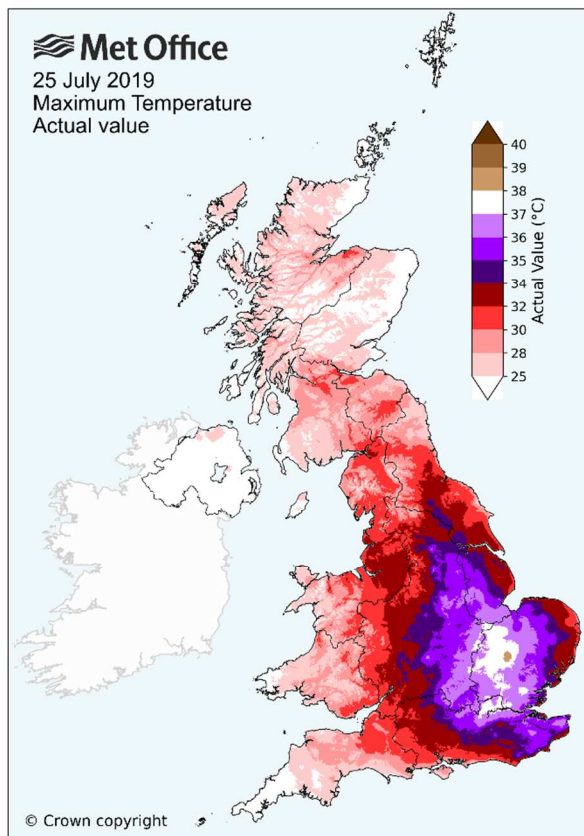 Met Office
25 July 2019
Maximum Temperature
Actual value
40
39
38
37
36
35
34
32
30
28
25
Actual Value (°C)
© Crown copyright